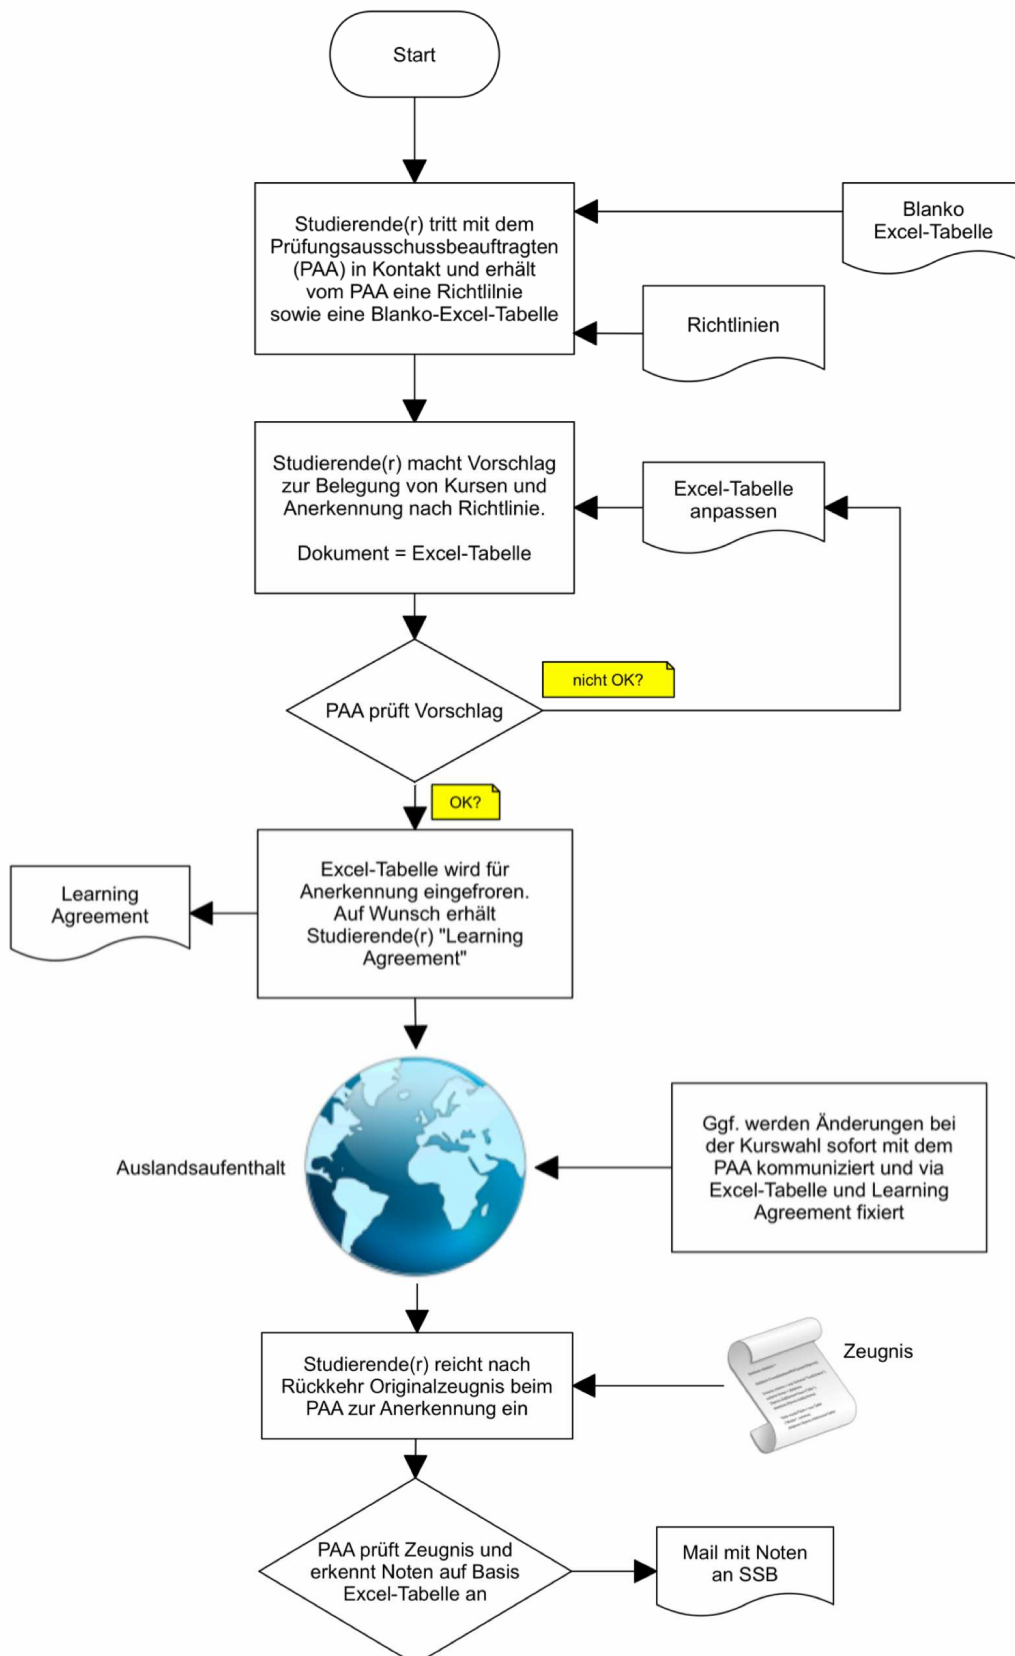 Start
Studierende(r) tritt mit dem
Prüfungsausschussbeauftragten
(PAA) in Kontakt und erhält
vom PAA eine Richtlilnie
sowie eine Blanko-Excel-Tabelle
Blanko
Excel-Tabelle
Richtlinien
Studierende(r) macht Vorschlag
zur Belegung von Kursen und
Anerkennung nach Richtlinie.
Dokument = Excel-Tabelle
Excel-Tabelle
anpassen
PAA prüft Vorschlag
nicht OK?
OK?
Excel-Tabelle wird für
Anerkennung eingefroren.
Auf Wunsch erhält
Studierende(r) "Learning
Agreement"
Learning
Agreement
Auslandsaufenthalt
Ggf. werden Änderungen bei
der Kurswahl sofort mit dem
PAA kommuniziert und via
Excel-Tabelle und Learning
Agreement fixiert
Studierende(r) reicht nach
Rückkehr Originalzeugnis beim
PAA zur Anerkennung ein
Zeugnis
PAA prüft Zeugnis und
erkennt Noten auf Basis
Excel-Tabelle an
Mail mit Noten
an SSB